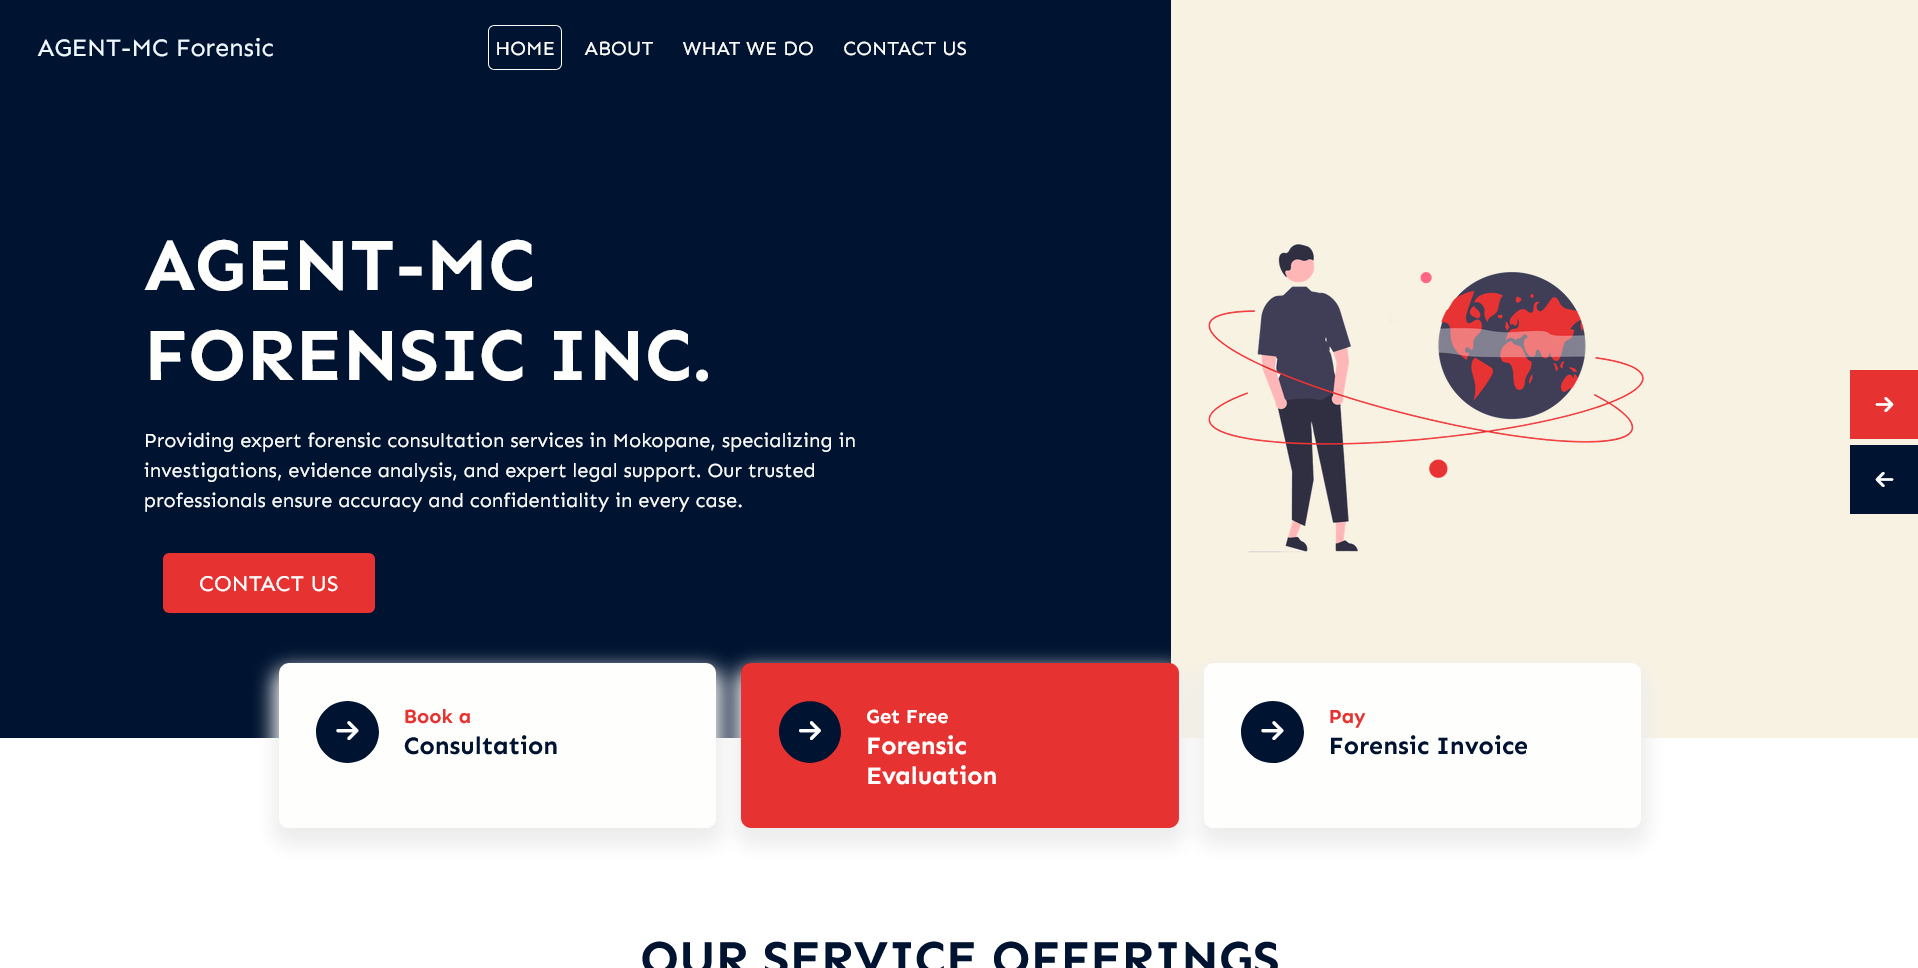 AGENT-MC Forensic
HOME ABOUT WHAT WE DO CONTACT US
AGENT-MC
FORENSIC INC.
Providing expert forensic consultation services in Mokopane, specializing in
investigations, evidence analysis, and expert legal support. Our trusted
professionals ensure accuracy and confidentiality in every case.
CONTACT US
Book a
Consultation
Get Free
Forensic
Evaluation
Pay
Forensic Invoice
OUR SERVICE OFFERINGS